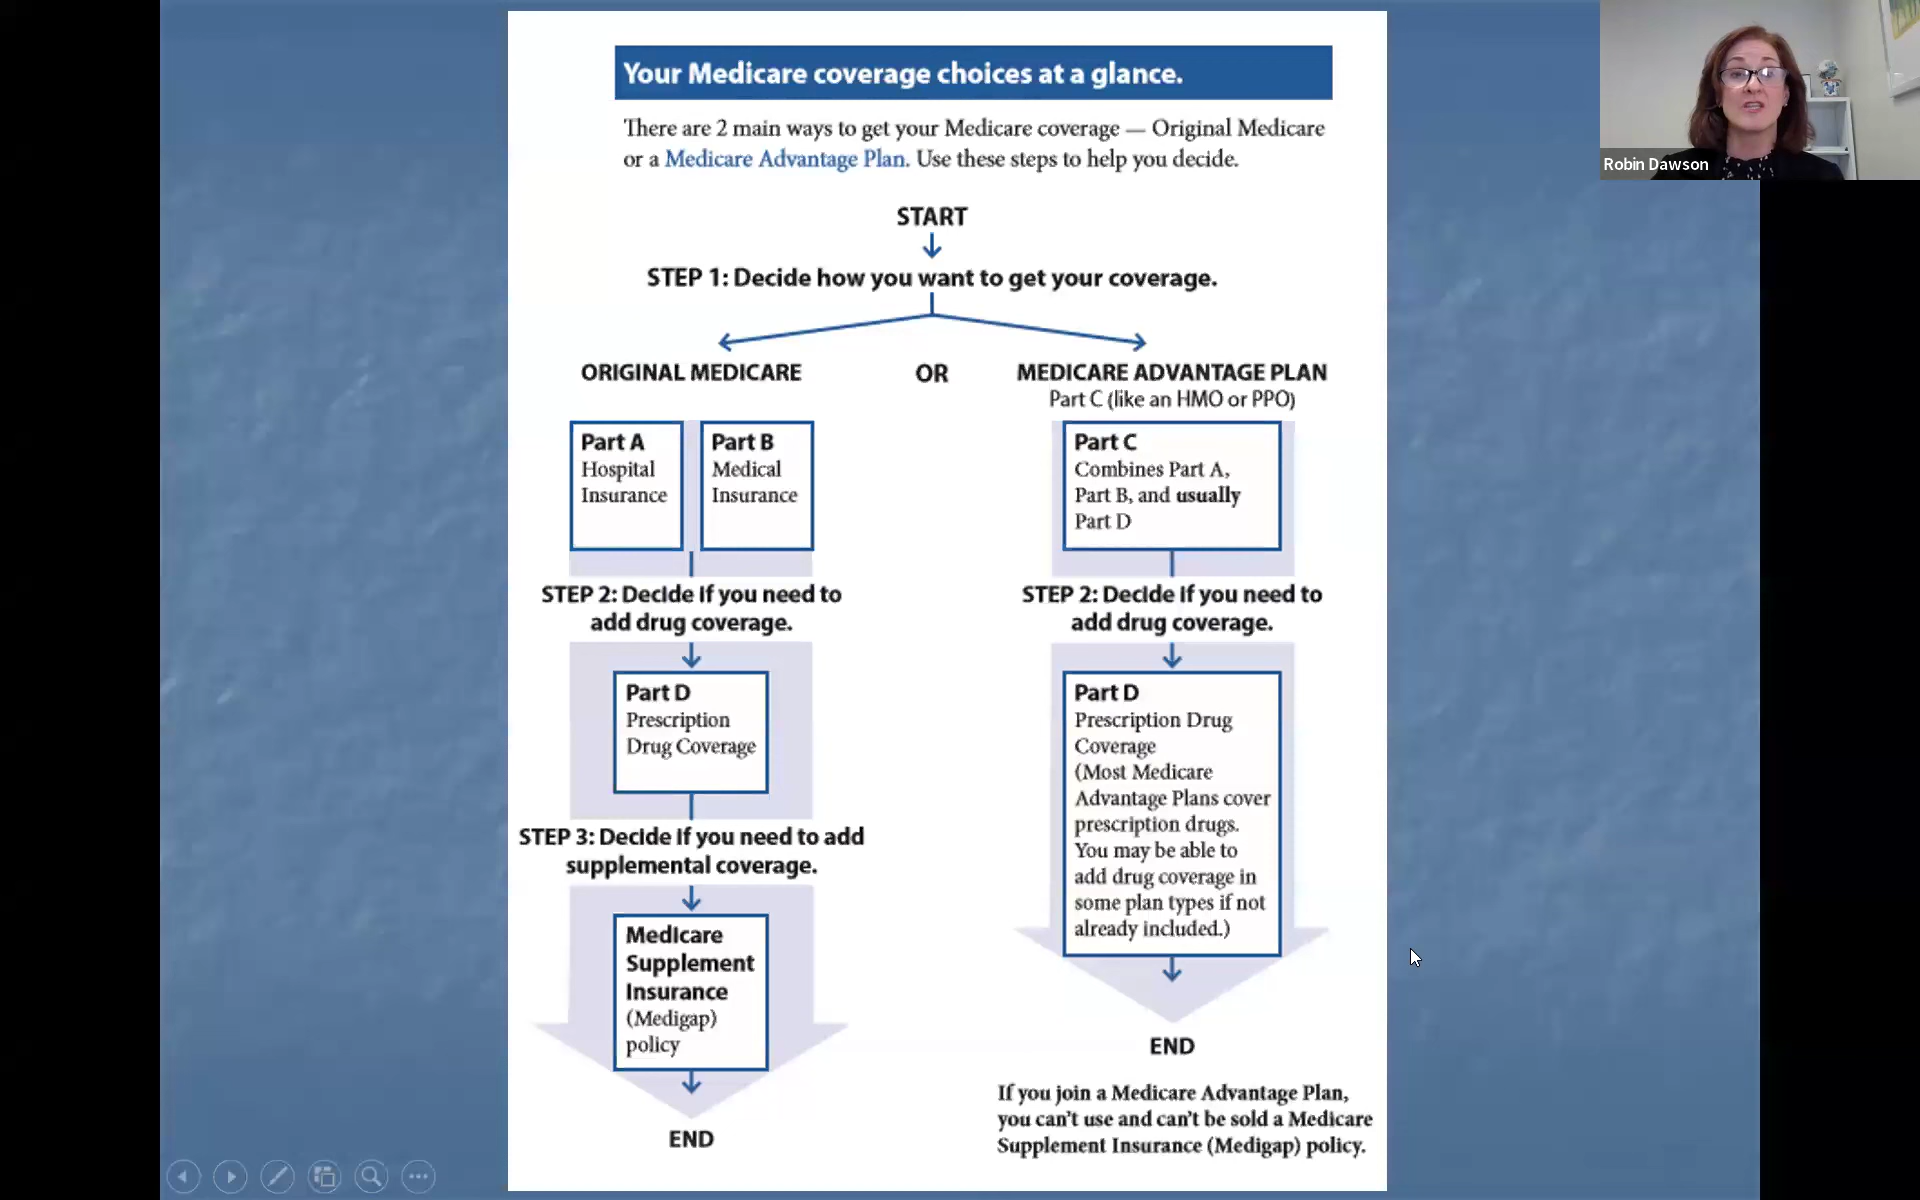 Your Medicare coverage choices at a glance.
There are 2 main ways to get your Medicare coverage — Original Medicare
or a Medicare Advantage Plan. Use these steps to help you decide.
START
STEP 1: Decide how you want to get your coverage.
ORIGINAL MEDICARE
OR
MEDICARE ADVANTAGE PLAN
Part C (like an HMO or PPO)
Part A
Hospital
Insurance
Part B
Medical
Insurance
Part C
Combines Part A,
Part B, and usually
Part D
STEP 2: Decide if you need to
add drug coverage.
Part D
Prescription
Drug Coverage
STEP 3: Decide if you need to add
supplemental coverage.
Medicare
Supplement
Insurance
(Medigap)
policy
END
STEP 2: Decide if you need to
add drug coverage.
Part D
Prescription Drug
Coverage
(Most Medicare
Advantage Plans cover
prescription drugs.
You may be able to
add drug coverage in
some plan types if not
already included.)
END
If you join a Medicare Advantage Plan,
you can't use and can't be sold a Medicare
Supplement Insurance (Medigap) policy.
Robin Dawson